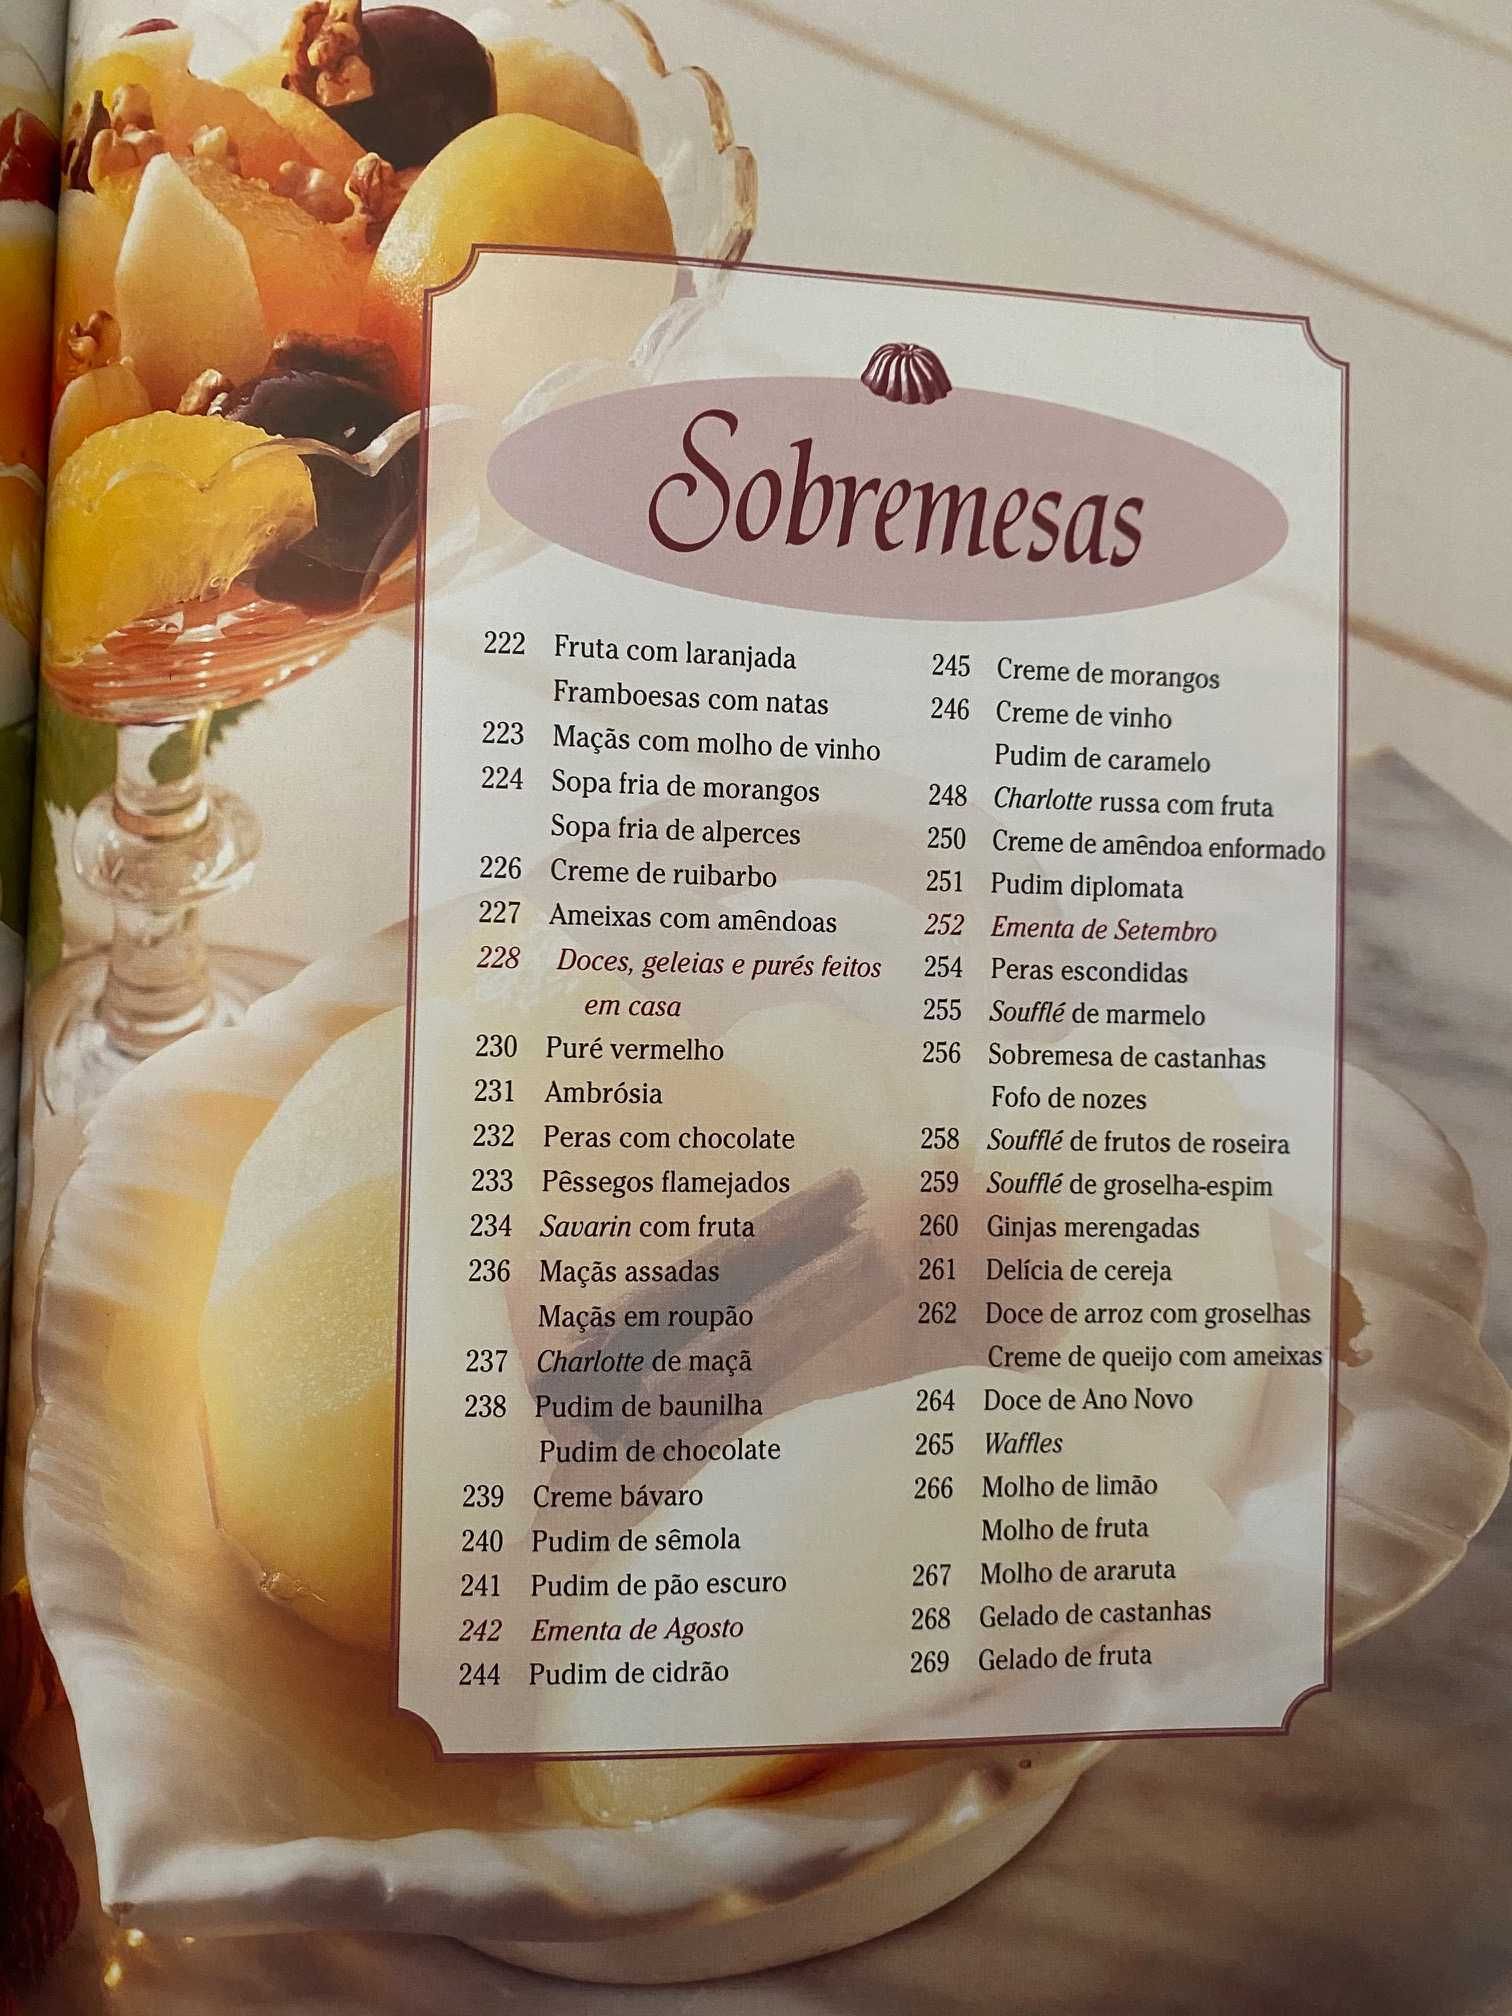 Sobremesas
222 Fruta com laranjada
Framboesas com natas
223 Maçãs com molho de vinho
224 Sopa fria de morangos
Sopa fria de alperces
226 Creme de ruibarbo
227 Ameixas com amêndoas
228 Doces, geleias e purés feitos
em casa
230 Puré vermelho
231 Ambrósia
232 Peras com chocolate
233 Pêssegos flamejados
234 Savarin com fruta
236 Maçãs assadas
Maçãs em roupão
237 Charlotte de maçã
238 Pudim de baunilha
Pudim de chocolate
239 Creme bávaro
240 Pudim de sêmola
241 Pudim de pão escuro
242 Ementa de Agosto
244 Pudim de cidrão
245 Creme de morangos
246 Creme de vinho
Pudim de caramelo
248 Charlotte russa com fruta
250 Creme de amêndoa enformado
251 Pudim diplomata
252 Ementa de Setembro
254 Peras escondidas
255 Soufflé de marmelo
256 Sobremesa de castanhas
Fofo de nozes
258 Soufflé de frutos de roseira
259 Soufflé de groselha-espim
260 Ginjas merengadas
261 Delícia de cereja
262 Doce de arroz com groselhas
Creme de queijo com ameixas
264 Doce de Ano Novo
265 Waffles
266 Molho de limão
Molho de fruta
267 Molho de araruta
268 Gelado de castanhas
269 Gelado de fruta